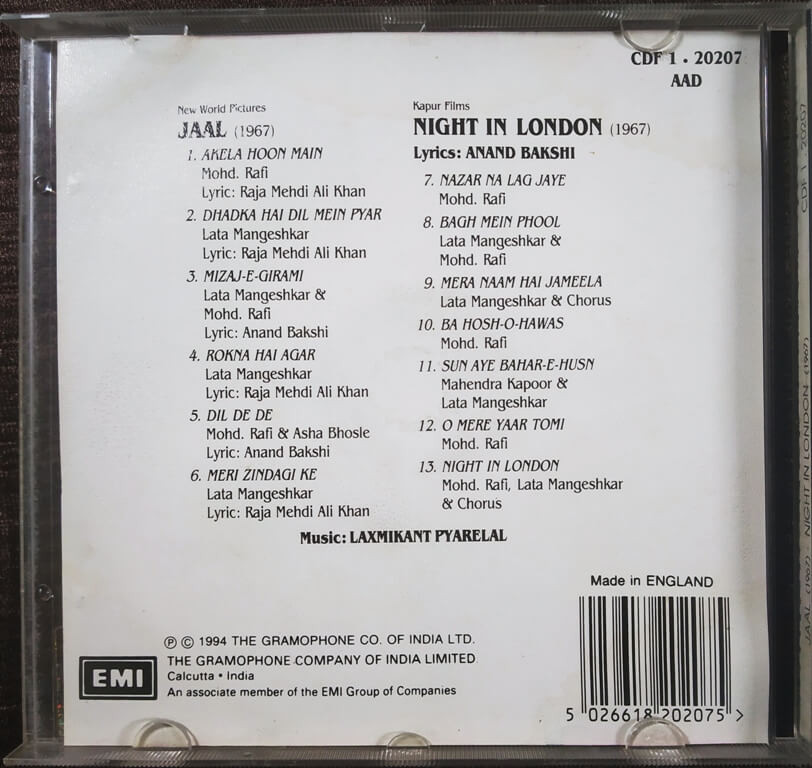 CDF 1 • 20207
AAD
New World Pictures
JAAL (1967)
1. AKELA HOON MAIN
Mohd. Rafi
Lyric: Raja Mehdi Ali Khan
2. DHADKA HAI DIL MEIN PYAR
Lata Mangeshkar
Lyric: Raja Mehdi Ali Khan
3. MIZAJ-E-GIRAMI
Lata Mangeshkar &
Mohd. Rafi
Lyric: Anand Bakshi
4. ROKNA HAI AGAR
Lata Mangeshkar
Lyric: Raja Mehdi Ali Khan
5. DIL DE DE
Mohd. Rafi & Asha Bhosle
Lyric: Anand Bakshi
6. MERI ZINDAGI KE
Lata Mangeshkar
Lyric: Raja Mehdi Ali Khan
Kapur Films
NIGHT IN LONDON (1967)
Lyrics: ANAND BAKSHI
7. NAZAR NA LAG JAYE
Mohd. Rafi
8. BAGH MEIN PHOOL
Lata Mangeshkar &
Mohd. Rafi
9. MERA NAAM HAI JAMEELA
Lata Mangeshkar & Chorus
10. BA HOSH-O-HAWAS
Mohd. Rafi
11. SUN AYE BAHAR-E-HUSN
Mahendra Kapoor &
Lata Mangeshkar
12. O MERE YAAR TOMI
Mohd. Rafi
13. NIGHT IN LONDON
Mohd. Rafi, Lata Mangeshkar
& Chorus
Music: LAXMIKANT PYARELAL
Made in ENGLAND
5 026618 202075 >
℗ © 1994 THE GRAMOPHONE CO. OF INDIA LTD.
THE GRAMOPHONE COMPANY OF INDIA LIMITED
Calcutta • India
An associate member of the EMI Group of Companies
EMI
JAAL (1967) NIGHT IN LONDON (1967) CDF 1 20207